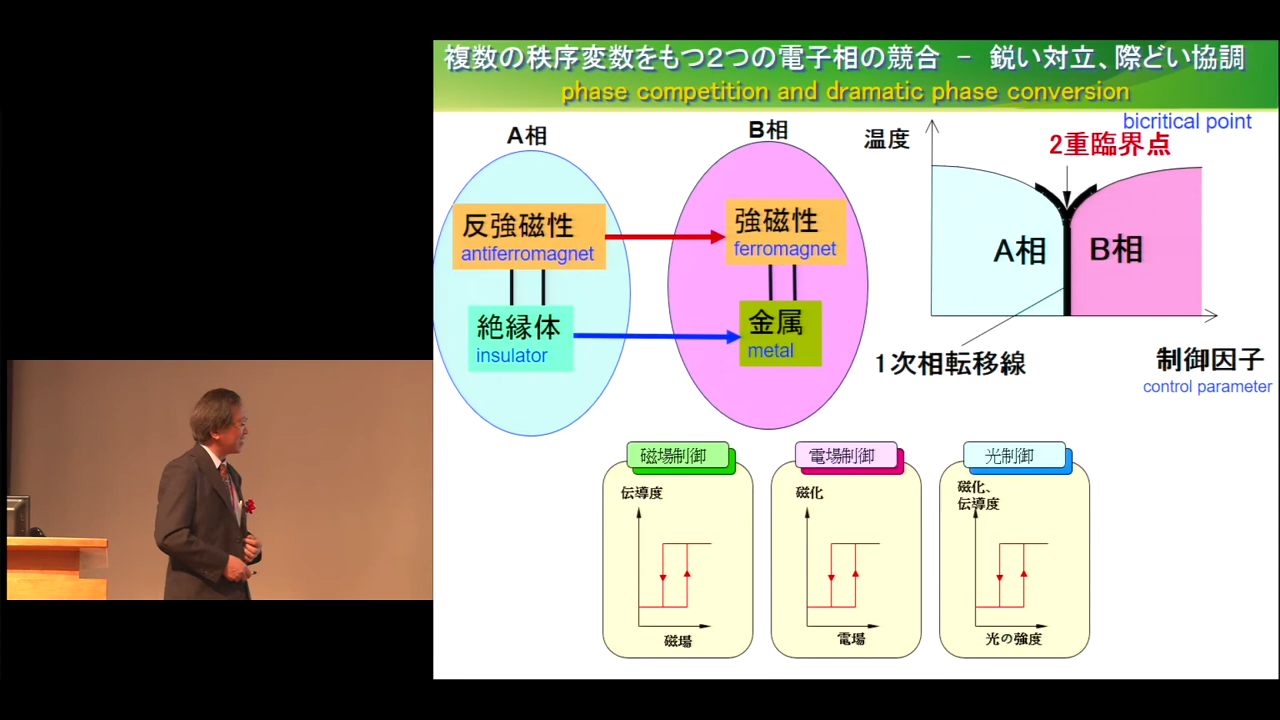 複数の秩序変数をもつ2つの電子相の競合 － 鋭い対立、際どい協調
phase competition and dramatic phase conversion
A相
反強磁性
antiferromagnet
絶縁体
insulator
B相
強磁性
ferromagnet
金属
metal
温度
bicritical point
2重臨界点
A相
B相
1次相転移線
制御因子
control parameter
磁場制御
伝導度
磁場
電場制御
磁化
電場
光制御
磁化、
伝導度
光の強度